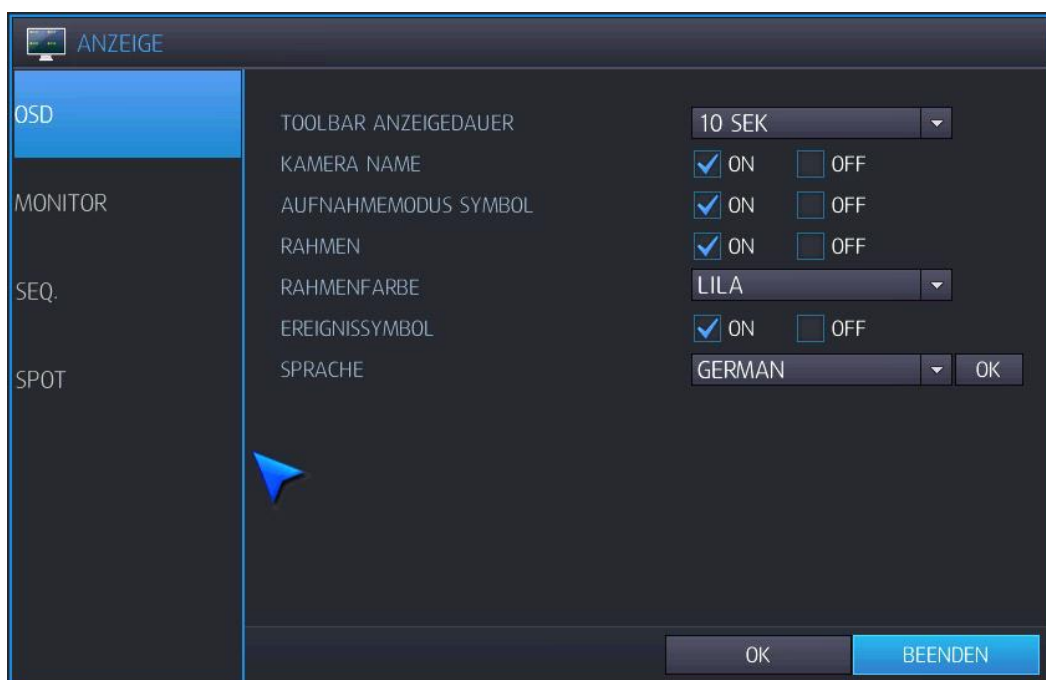 ANZEIGE
OSD
MONITOR
SEQ.
SPOT
TOOLBAR ANZEIGEDAUER 10 SEK
KAMERA NAME ON OFF
AUFNAHMEMODUS SYMBOL ON OFF
RAHMEN ON OFF
RAHMENFARBE LILA
EREIGNISSYMBOL ON OFF
SPRACHE GERMAN OK
OK BEENDEN